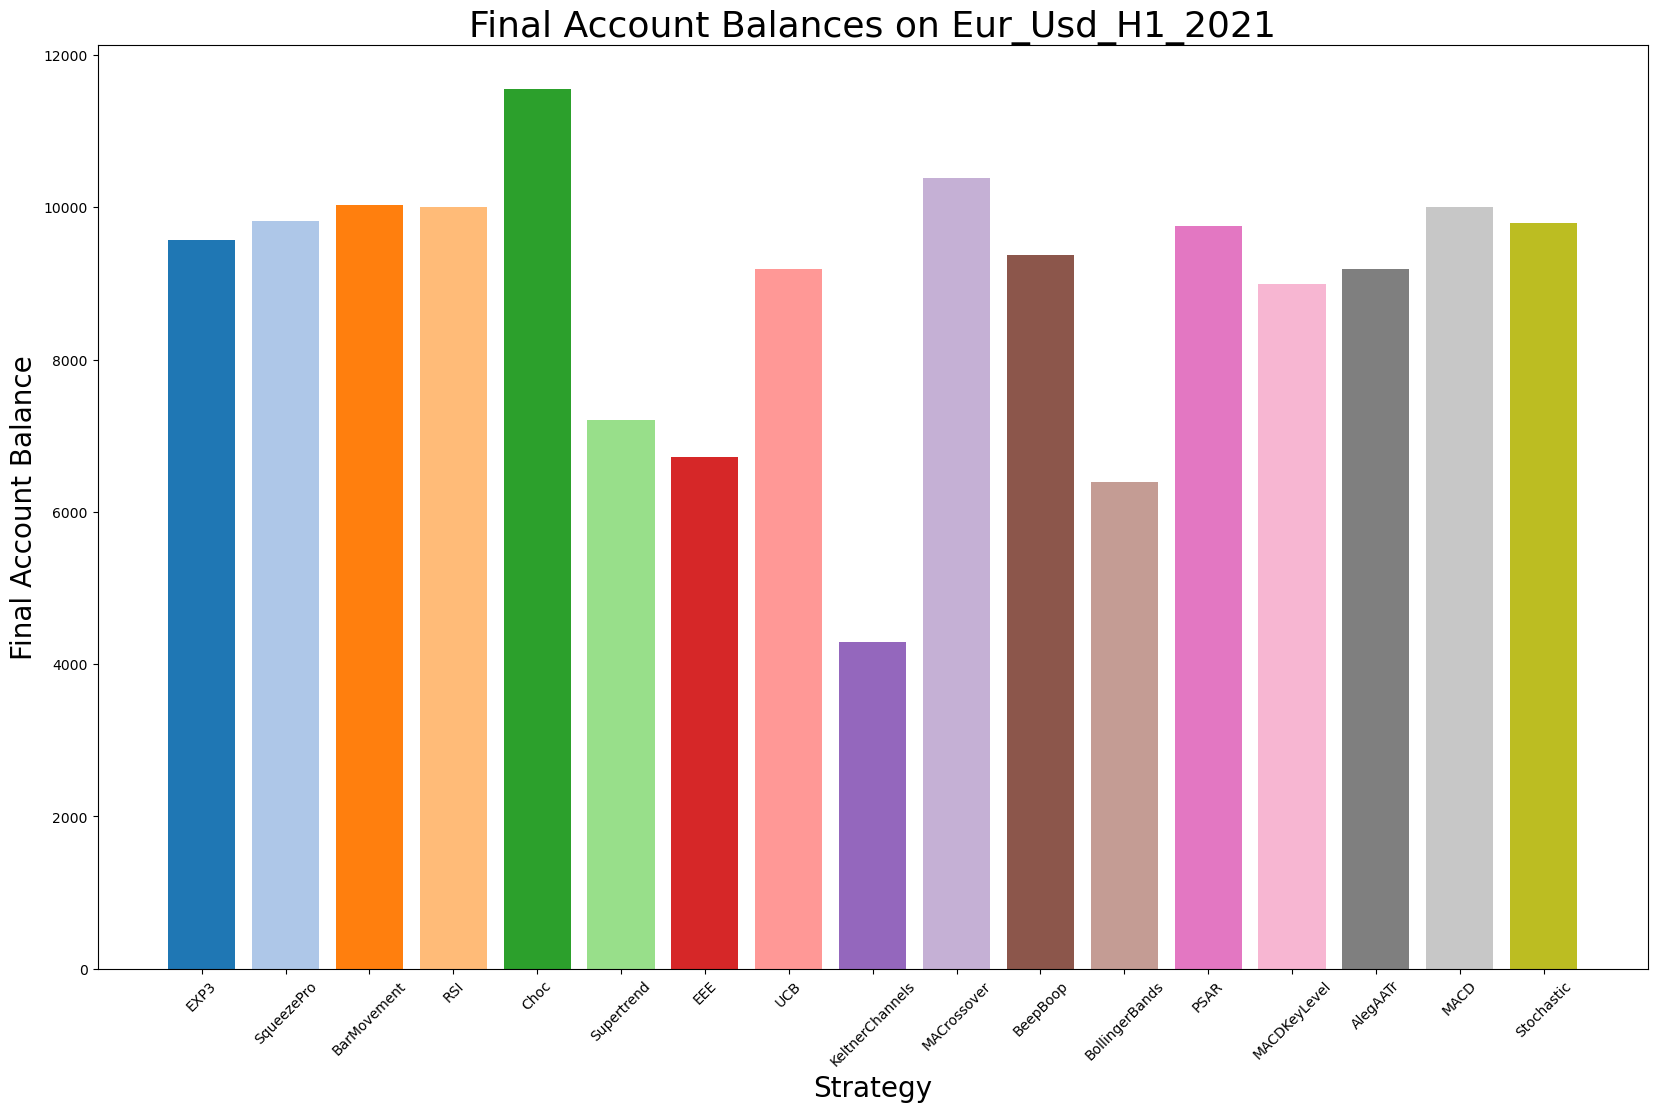 Final Account Balances on Eur_Usd_H1_2021
Final Account Balance
12000
10000
8000
6000
4000
2000
0
EXP3
SqueezePro
BarMovement
RSI
Choc
Supertrend
EEE
UCB
KeltnerChannels
MACrossover
BeepBoop
BollingerBands
PSAR
MACDKeyLevel
AlegAATr
MACD
Stochastic
Strategy